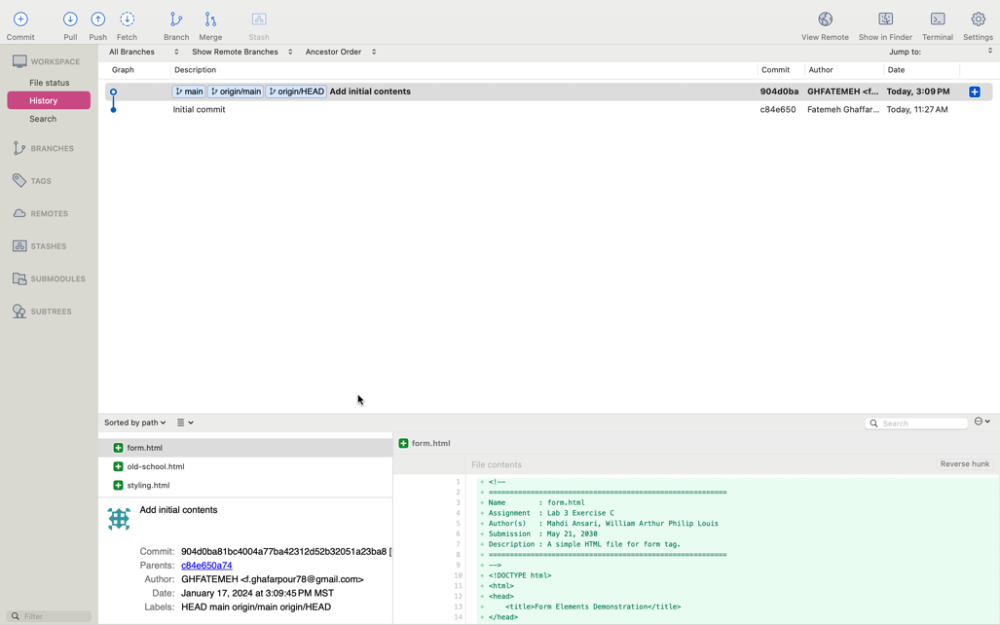 Commit Pull Push Fetch Branch Merge Stash View Remote Show in Finder Terminal Settings
All Branches Show Remote Branches Ancestor Order Jump to:
WORKSPACE
File status
History
Search
BRANCHES
TAGS
REMOTES
STASHES
SUBMODULES
SUBTREES
Filter
Graph Description Commit Author Date
main origin/main origin/HEAD Add initial contents 904d0ba GHFATEMEH <f... Today, 3:09 PM
Initial commit c84e650 Fatemeh Ghaffar... Today, 11:27 AM
Sorted by path Search
form.html
old-school.html
styling.html
Add initial contents
Commit: 904d0ba81bc4004a77ba42312d52b32051a23ba8 [
Parents: c84e650a74
Author: GHFATEMEH <f.ghafarpour78@gmail.com>
Date: January 17, 2024 at 3:09:45 PM MST
Labels: HEAD main origin/main origin/HEAD
form.html
File contents Reverse hunk
1 + <!--
2 + =========================================================
3 + Name : form.html
4 + Assignment : Lab 3 Exercise C
5 + Author(s) : Mahdi Ansari, William Arthur Philip Louis
6 + Submission : May 21, 2030
7 + Description : A simple HTML file for form tag.
8 + =========================================================
9 + -->
10 + <!DOCTYPE html>
11 + <html>
12 + <head>
13 + <title>Form Elements Demonstration</title>
14 + </head>